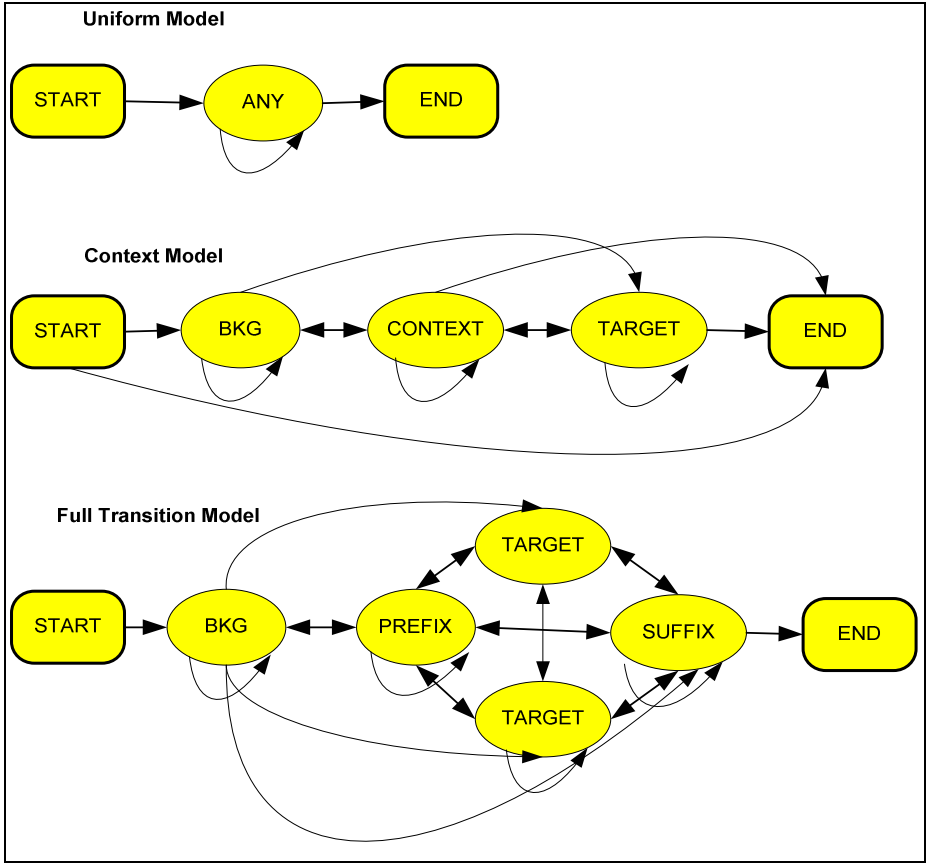 Uniform Model
START
ANY
END
Context Model
START
BKG
CONTEXT
TARGET
END
Full Transition Model
TARGET
START
BKG
PREFIX
SUFFIX
END
TARGET